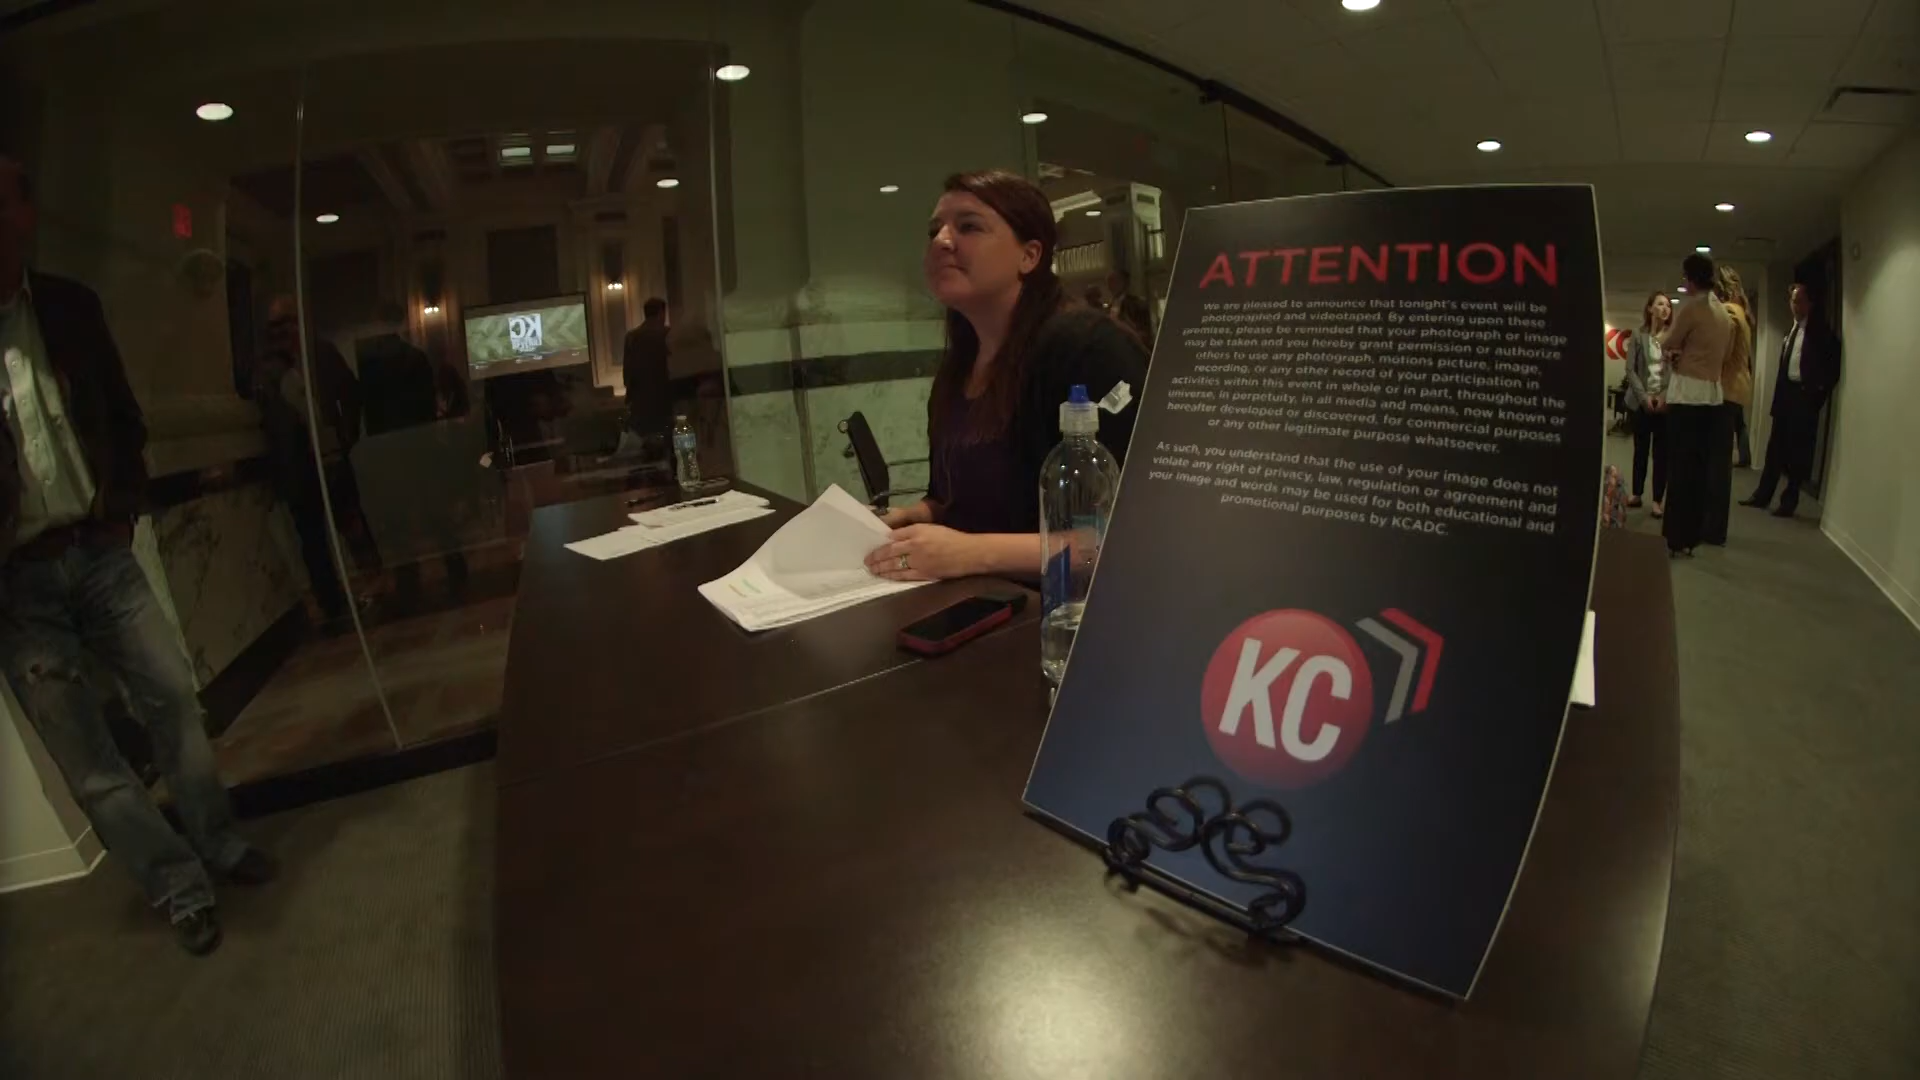 ATTENTION
We are pleased to announce that tonight's event will be
photographed and videotaped. By entering upon these
premises, please be reminded that your photograph or image
may be taken and you hereby grant permission or authorize
others to use any photograph, motions picture, image,
recording, or any other record of your participation in
activities within this event in whole or in part, throughout the
universe, in perpetuity, in all media and means, now known or
hereafter developed or discovered, for commercial purposes
or any other legitimate purpose whatsoever.
As such, you understand that the use of your image does not
violate any right of privacy, law, regulation or agreement and
your image and words may be used for both educational and
promotional purposes by KCADC.
KC
KC